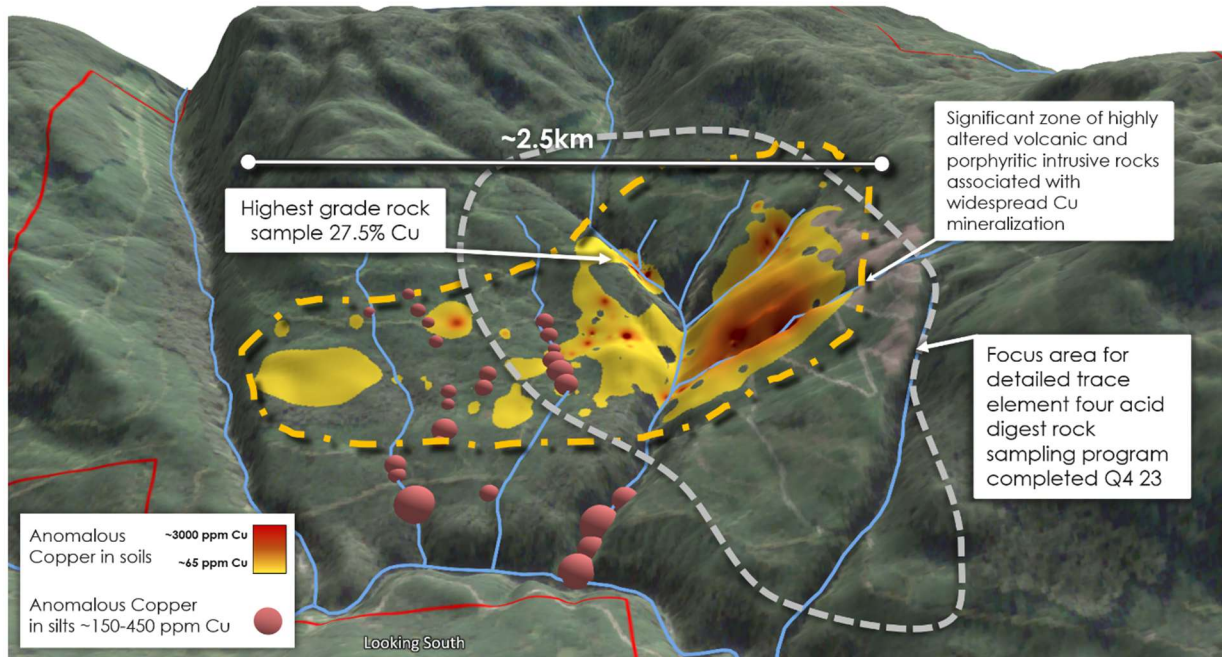 ~2.5km
Highest grade rock
sample 27.5% Cu
Significant zone of highly
altered volcanic and
porphyritic intrusive rocks
associated with
widespread Cu
mineralization
Focus area for
detailed trace
element four acid
digest rock
sampling program
completed Q4 23
Anomalous
Copper in soils
~3000 ppm Cu
~65 ppm Cu
Anomalous Copper
in silts ~150-450 ppm Cu
Looking South